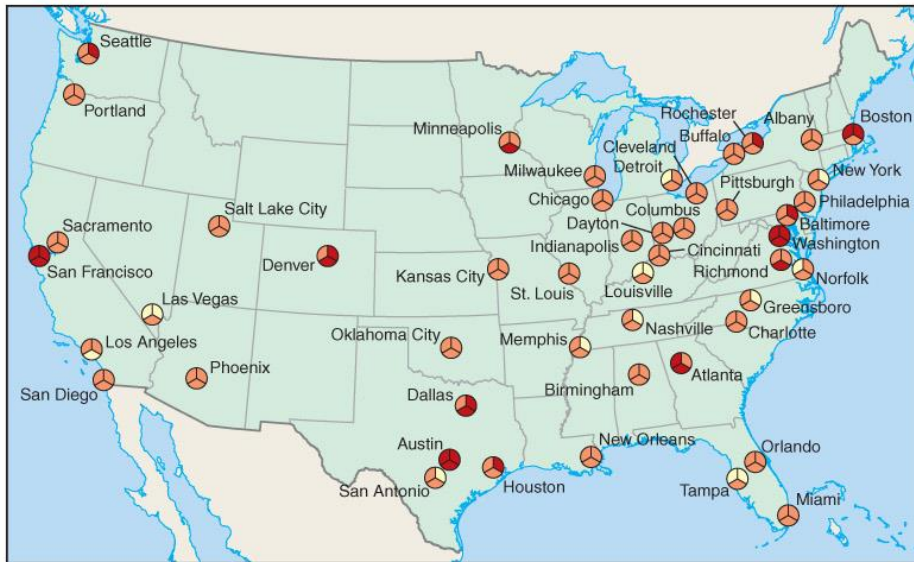 Seattle
Portland
Minneapolis
Rochester
Buffalo
Albany
Boston
Cleveland
Detroit
Milwaukee
New York
Pittsburgh
Chicago
Philadelphia
Columbus
Dayton
Baltimore
Salt Lake City
Sacramento
Indianapolis
Cincinnati
Washington
San Francisco
Denver
Kansas City
St. Louis
Louisville
Richmond
Norfolk
Las Vegas
Greensboro
Nashville
Charlotte
Oklahoma City
Memphis
Los Angeles
Phoenix
San Diego
Birmingham
Atlanta
Dallas
Austin
New Orleans
Orlando
San Antonio
Houston
Tampa
Miami